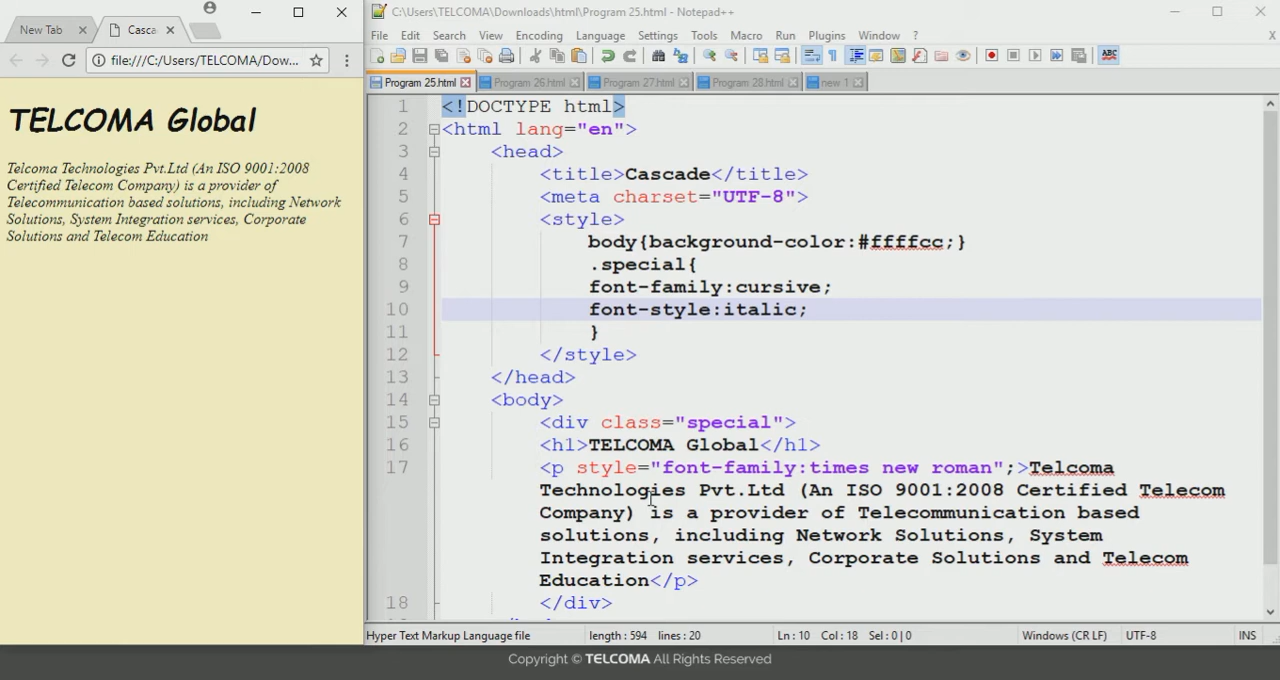 New Tab
Casca
file:///C:/Users/TELCOMA/Dow...
TELCOMA Global
Telcoma Technologies Pvt.Ltd (An ISO 9001:2008
Certified Telecom Company) is a provider of
Telecommunication based solutions, including Network
Solutions, System Integration services, Corporate
Solutions and Telecom Education
C:\Users\TELCOMA\Downloads\html\Program 25.html - Notepad++
File Edit Search View Encoding Language Settings Tools Macro Run Plugins Window ? X
Program 25.html Program 26.html Program 27.html Program 28.html new 1
1 <!DOCTYPE html>
2 <html lang="en">
3 <head>
4 <title>Cascade</title>
5 <meta charset="UTF-8">
6 <style>
7 body{background-color:#ffffcc;}
8 .special{
9 font-family:cursive;
10 font-style:italic;
11 }
12 </style>
13 </head>
14 <body>
15 <div class="special">
16 <h1>TELCOMA Global</h1>
17 <p style="font-family:times new roman";>Telcoma
Technologies Pvt.Ltd (An ISO 9001:2008 Certified Telecom
Company) is a provider of Telecommunication based
solutions, including Network Solutions, System
Integration services, Corporate Solutions and Telecom
Education</p>
18 </div>
Hyper Text Markup Language file length : 594 lines : 20 Ln : 10 Col : 18 Sel : 0 | 0 Windows (CR LF) UTF-8 INS
Copyright © TELCOMA All Rights Reserved